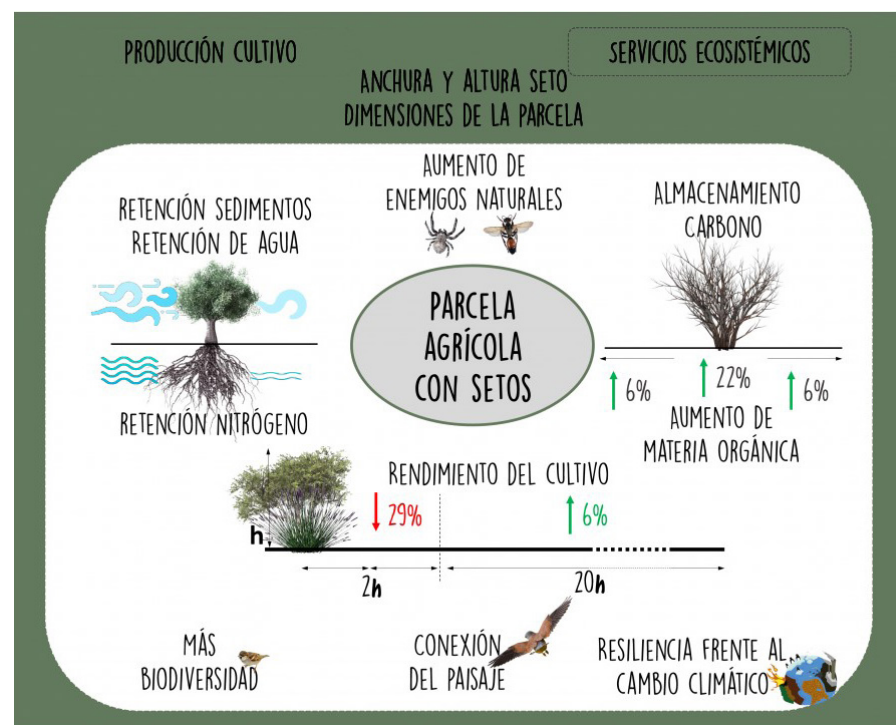 PRODUCCIÓN CULTIVO
SERVICIOS ECOSISTÉMICOS
ANCHURA Y ALTURA SETO
DIMENSIONES DE LA PARCELA
RETENCIÓN SEDIMENTOS
RETENCIÓN DE AGUA
AUMENTO DE
ENEMIGOS NATURALES
ALMACENAMIENTO
CARBONO
PARCELA
AGRÍCOLA
CON SETOS
6%
22%
6%
RETENCIÓN NITRÓGENO
AUMENTO DE
MATERIA ORGÁNICA
RENDIMIENTO DEL CULTIVO
29%
6%
h
2h
20h
MÁS
BIODIVERSIDAD
CONEXIÓN
DEL PAISAJE
RESILIENCIA FRENTE AL
CAMBIO CLIMÁTICO